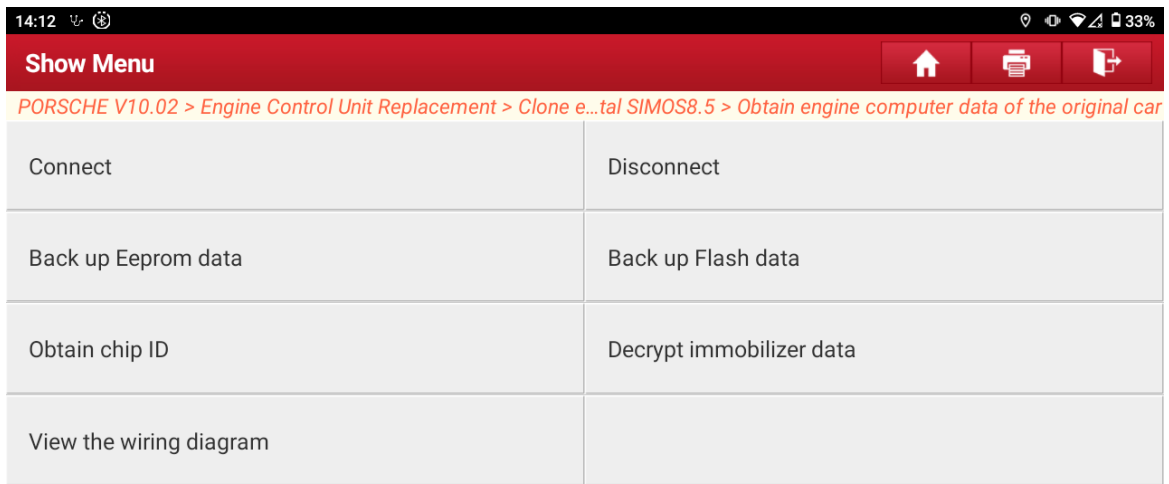 14:12 33%
Show Menu
PORSCHE V10.02 > Engine Control Unit Replacement > Clone e...tal SIMOS8.5 > Obtain engine computer data of the original car
Connect Disconnect
Back up Eeprom data Back up Flash data
Obtain chip ID Decrypt immobilizer data
View the wiring diagram